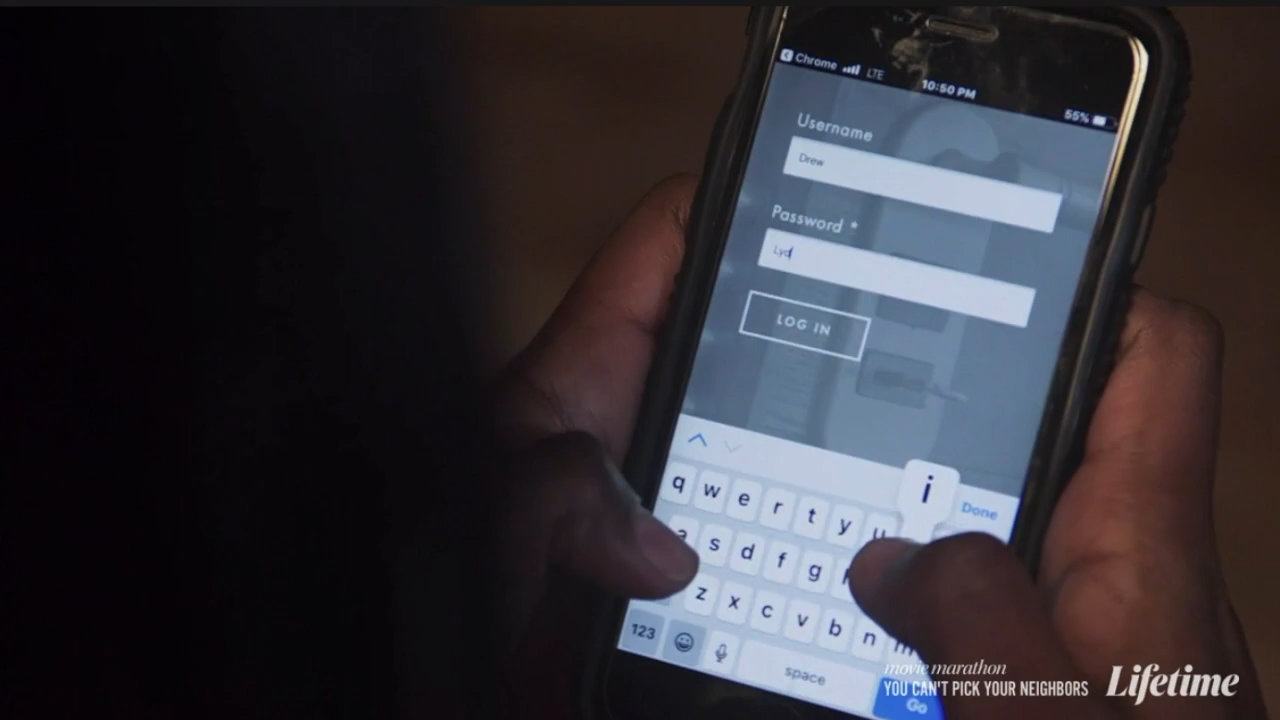 Chrome LTE
10:50 PM
55%
Username
Drew
Password *
Lyd
LOG IN
i
Done
q w e r t y u
a s d f g
z x c v b n m
123
space
Go
movie marathon
YOU CAN'T PICK YOUR NEIGHBORS
Lifetime